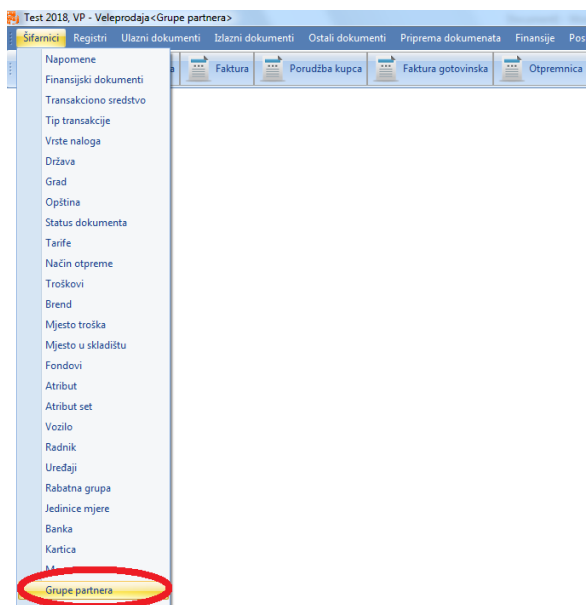 Test 2018, VP - Veleprodaja<Grupe partnera>
Šifarnici Registri Ulazni dokumenti Izlazni dokumenti Ostali dokumenti Priprema dokumenata Finansije Pos
a Faktura Porudžba kupca Faktura gotovinska Otpremnica
Napomene
Finansijski dokumenti
Transakciono sredstvo
Tip transakcije
Vrste naloga
Država
Grad
Opština
Status dokumenta
Tarife
Način otpreme
Troškovi
Brend
Mjesto troška
Mjesto u skladištu
Fondovi
Atribut
Atribut set
Vozilo
Radnik
Uređaji
Rabatna grupa
Jedinice mjere
Banka
Kartica
Grupe partnera